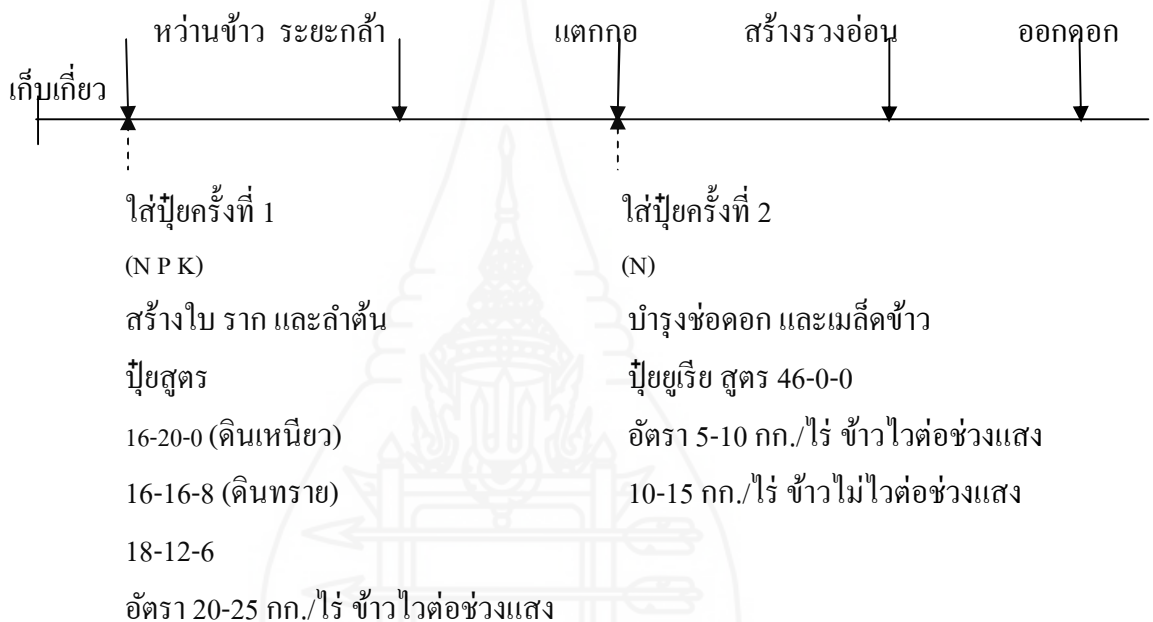 หว่านข้าว ระยะกล้า แตกกอ สร้างรวงอ่อน ออกดอก
เก็บเกี่ยว
ใส่ปุ๋ยครั้งที่ 1 ใส่ปุ๋ยครั้งที่ 2
(N P K) (N)
สร้างใบ ราก และลำต้น บำรุงช่อดอก และเมล็ดข้าว
ปุ๋ยสูตร ปุ๋ยยูเรีย สูตร 46-0-0
16-20-0 (ดินเหนียว) อัตรา 5-10 กก./ไร่ ข้าวไวต่อช่วงแสง
16-16-8 (ดินทราย) 10-15 กก./ไร่ ข้าวไม่ไวต่อช่วงแสง
18-12-6
อัตรา 20-25 กก./ไร่ ข้าวไวต่อช่วงแสง